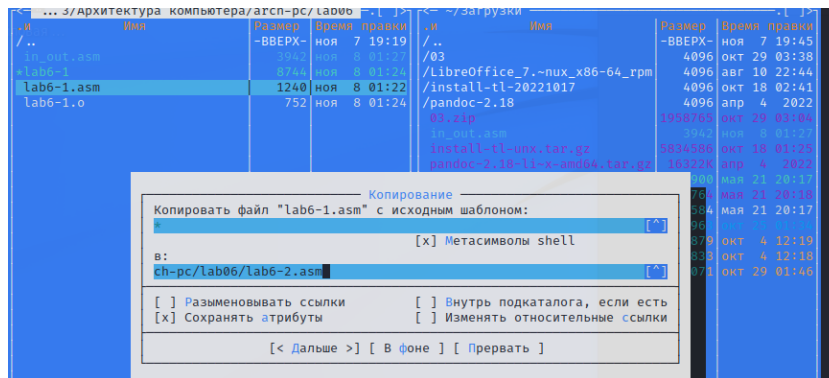 <— ...3/Архитектура компьютера/arch-pc/lab06 —.[ ]>
.и Имя Размер Время правки
/.. -ВВЕРХ- ноя 7 19:19
in_out.asm 3942 ноя 8 01:27
*lab6-1 8744 ноя 8 01:24
lab6-1.asm 1240 ноя 8 01:22
lab6-1.o 752 ноя 8 01:24
<— ~/Загрузки —.[ ]>
.и Имя Размер Время правки
/.. -ВВЕРХ- ноя 7 19:45
/03 4096 окт 29 03:38
/LibreOffice_7.~nux_x86-64_rpm 4096 авг 10 22:44
/install-tl-20221017 4096 окт 18 02:41
/pandoc-2.18 4096 апр 4 2022
03.zip 1958765 окт 29 03:04
in_out.asm 3942 ноя 8 01:27
install-tl-unx.tar.gz 5834586 окт 18 01:25
pandoc-2.18-li~x-amd64.tar.gz 16322K апр 4 2022
900 мая 21 20:17
764 мая 21 20:18
584 мая 21 20:17
879 окт 4 12:19
833 окт 4 12:18
071 окт 29 01:46
Копирование
Копировать файл "lab6-1.asm" с исходным шаблоном:
* [^]
[x] Метасимволы shell
в:
ch-pc/lab06/lab6-2.asm [^]
[ ] Разыменовывать ссылки [ ] Внутрь подкаталога, если есть
[x] Сохранять атрибуты [ ] Изменять относительные ссылки
[< Дальше >] [ В фоне ] [ Прервать ]